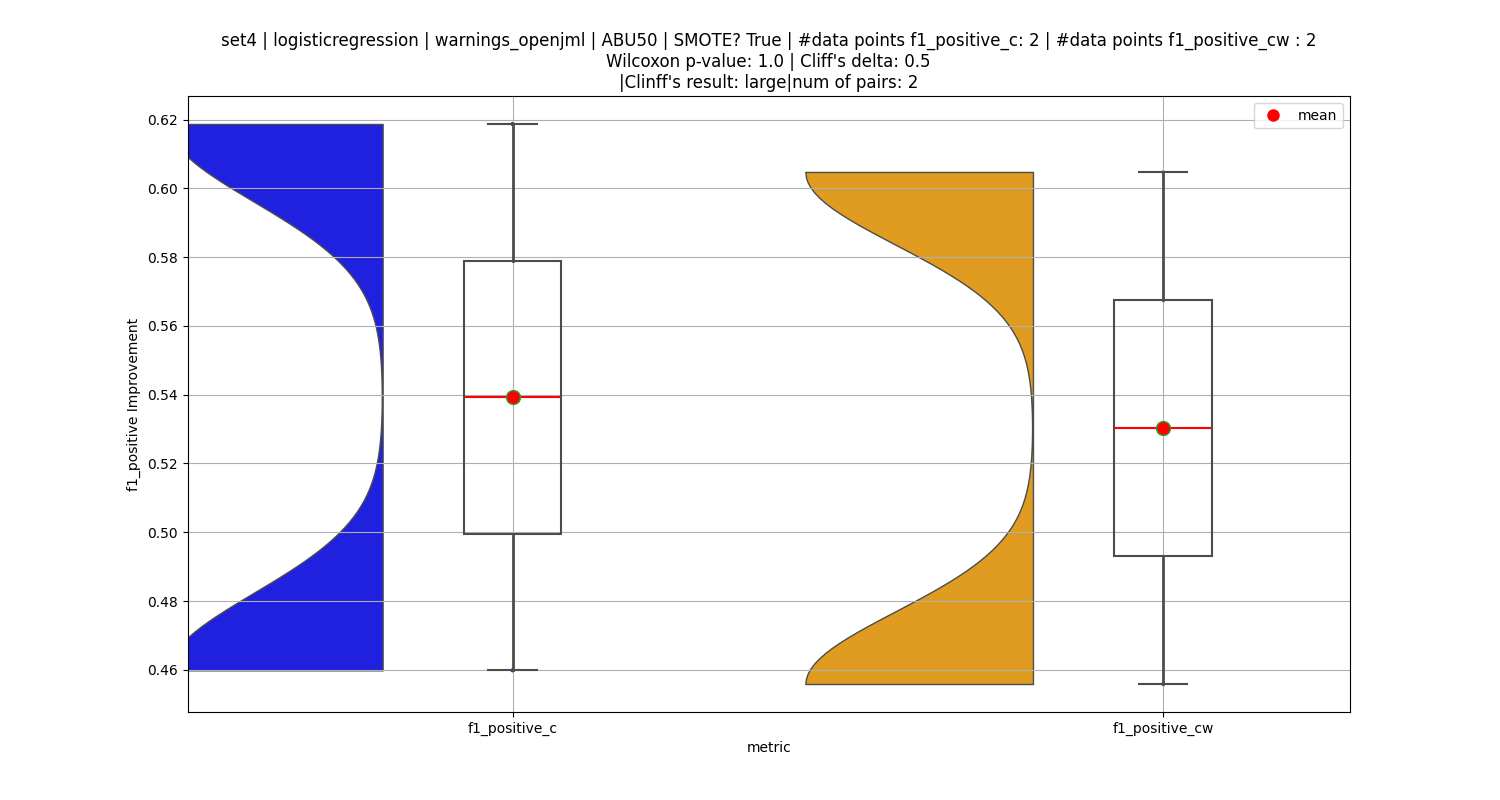 set4 | logisticregression | warnings_openjml | ABU50 | SMOTE? True | #data points f1_positive_c: 2 | #data points f1_positive_cw : 2
Wilcoxon p-value: 1.0 | Cliff's delta: 0.5
|Clinff's result: large|num of pairs: 2
mean
0.62
0.60
0.58
0.56
0.54
0.52
0.50
0.48
0.46
f1_positive Improvement
f1_positive_c
f1_positive_cw
metric